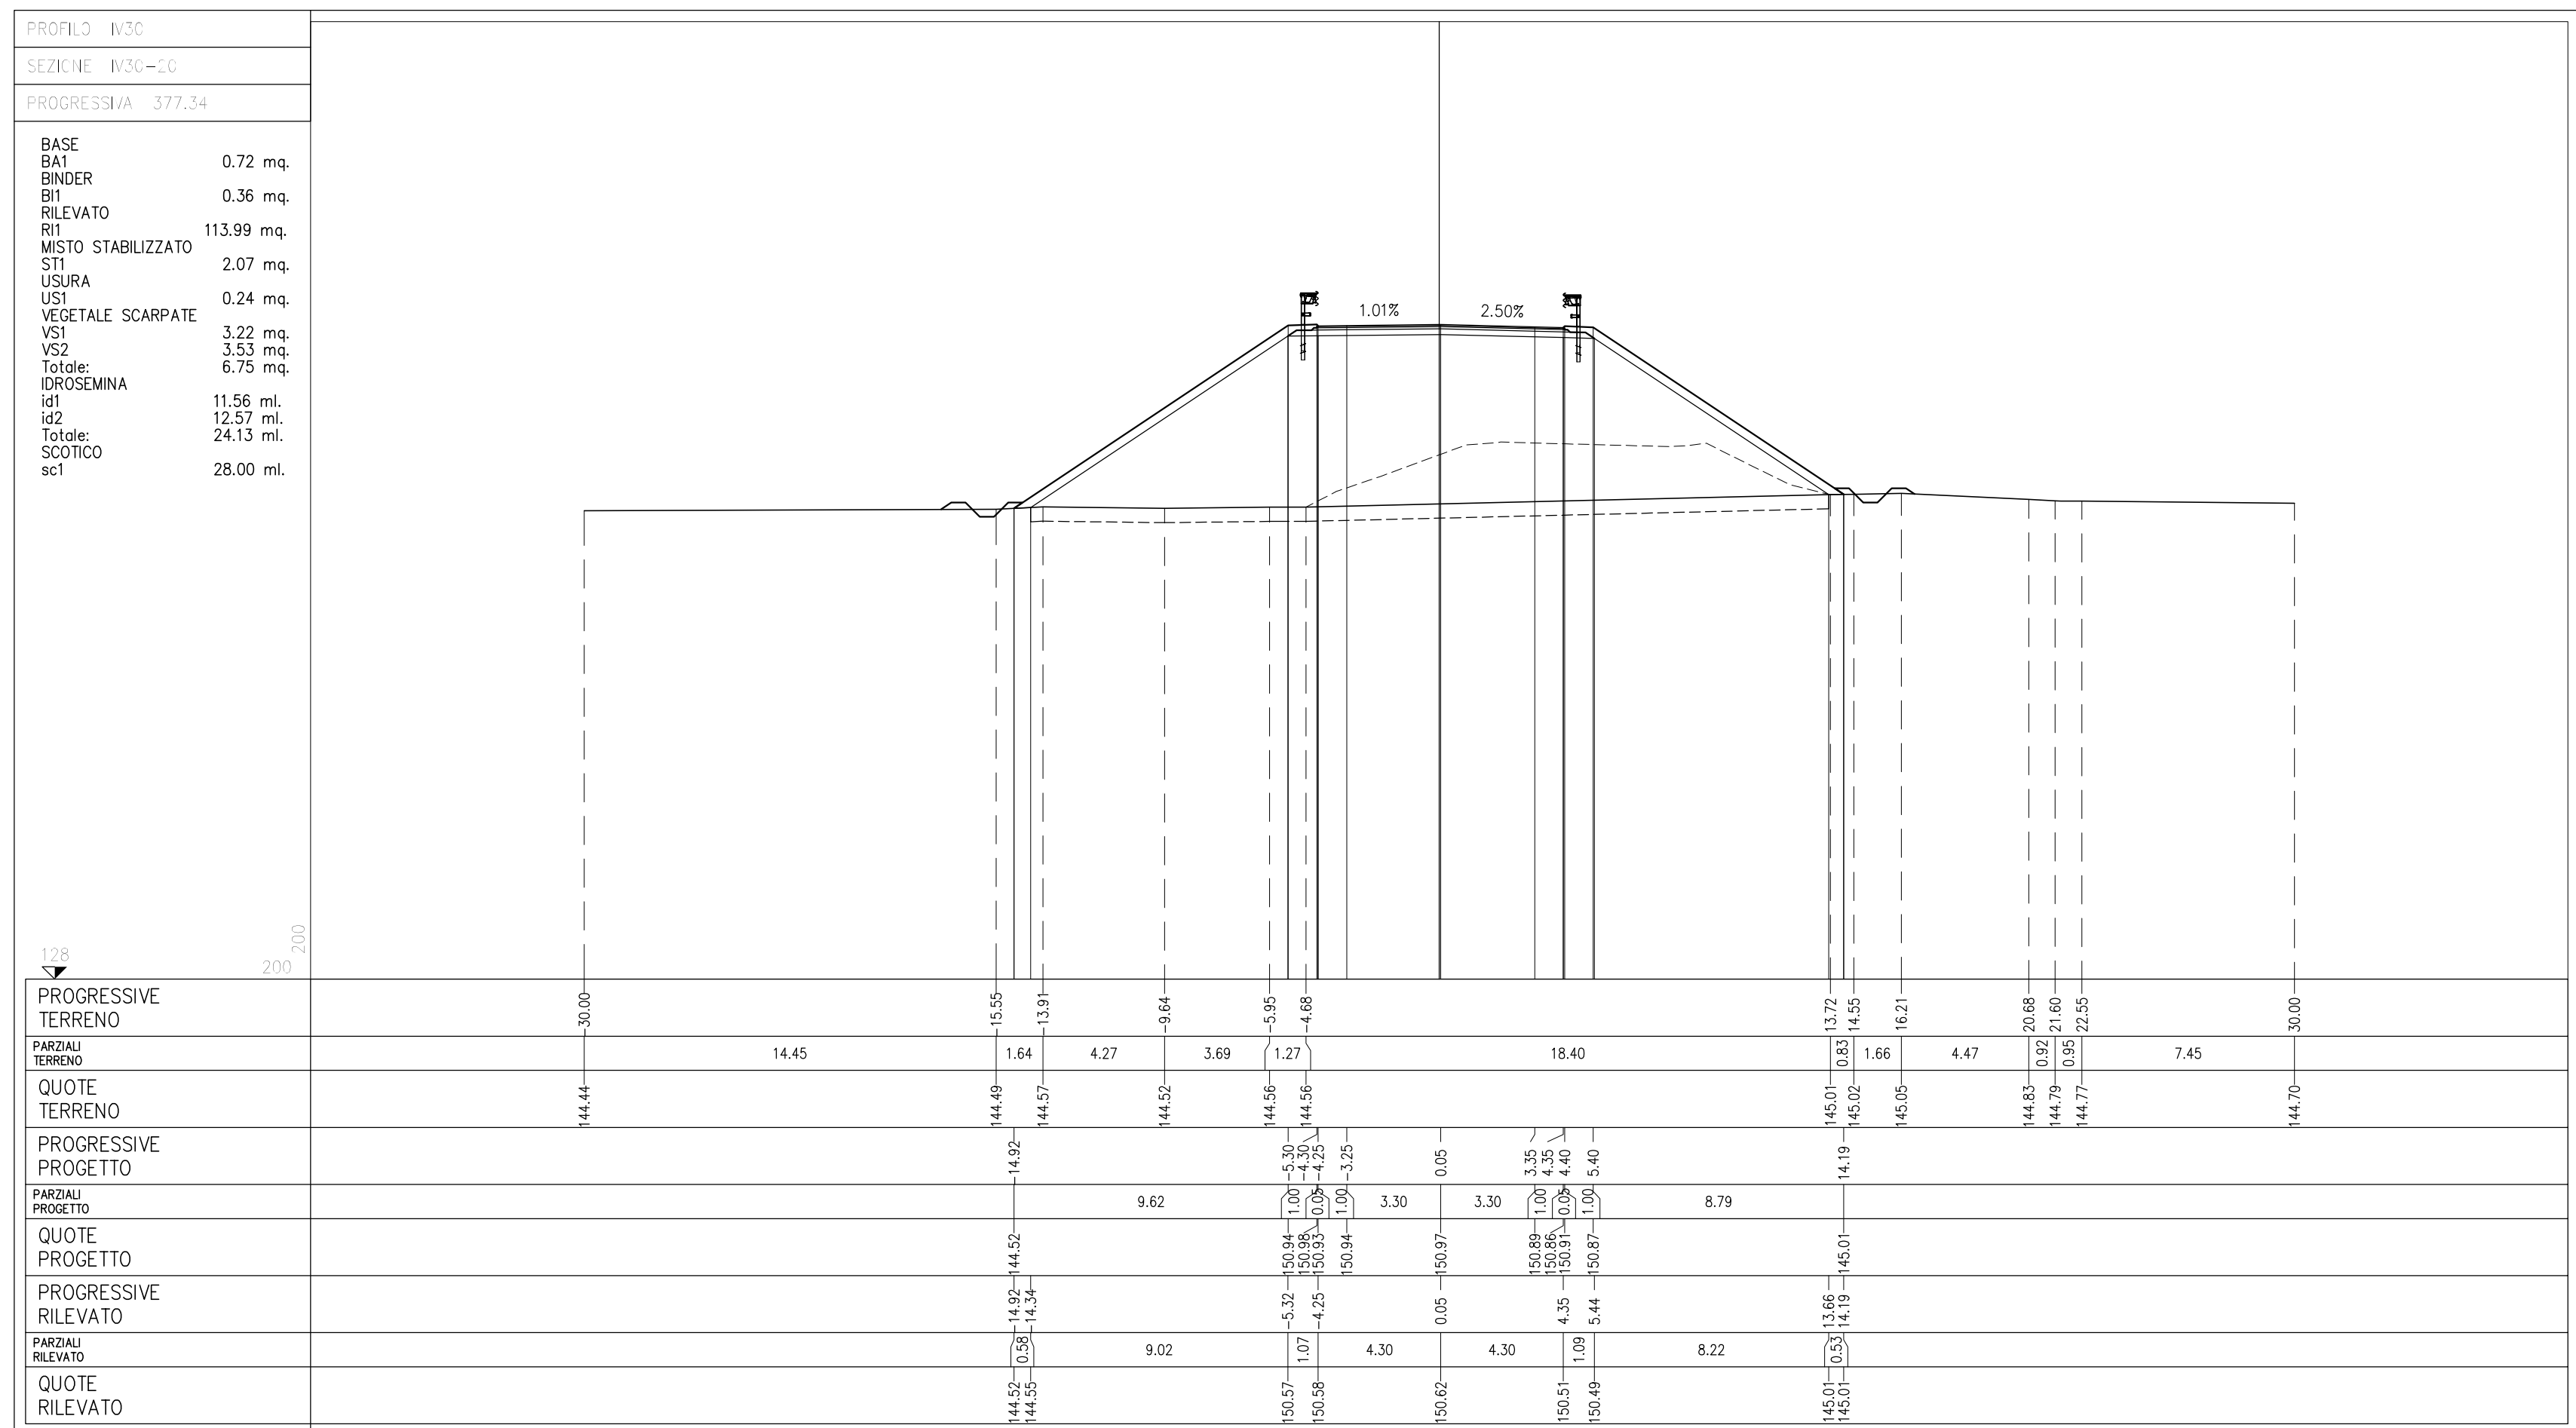 PROFILO IV30
SEZIONE IV30-20
PROGRESSIVA 377.34
BASE
BA1 0.72 mq.
BINDER
BI1 0.36 mq.
RILEVATO
RI1 113.99 mq.
MISTO STABILIZZATO
ST1 2.07 mq.
USURA
US1 0.24 mq.
VEGETALE SCARPATE
VS1 3.22 mq.
VS2 3.53 mq.
Totale: 6.75 mq.
IDROSEMINA
id1 11.56 ml.
id2 12.57 ml.
Totale: 24.13 ml.
SCOTICO
sc1 28.00 ml.
1.01% 2.50%
128 200 200
PROGRESSIVE
TERRENO
-30.00 -15.55 -13.91 -9.64 -5.95 -4.68 13.72 14.55 16.21 20.68 21.60 22.55 30.00
PARZIALI
TERRENO
14.45 1.64 4.27 3.69 1.27 18.40 0.83 1.66 4.47 0.92 0.95 7.45
QUOTE
TERRENO
144.44 144.49 144.57 144.52 144.56 144.56 145.01 145.02 145.05 144.83 144.79 144.77 144.70
PROGRESSIVE
PROGETTO
-14.92 -5.30 -4.30 -4.25 -3.25 0.05 3.35 4.35 4.40 5.40 14.19
PARZIALI
PROGETTO
9.62 1.00 0.05 1.00 3.30 3.30 1.00 0.05 1.00 8.79
QUOTE
PROGETTO
144.52 150.94 150.98 150.93 150.94 150.97 150.89 150.86 150.91 150.87 145.01
PROGRESSIVE
RILEVATO
-14.92 -14.34 -5.32 -4.25 0.05 4.35 5.44 13.66 14.19
PARZIALI
RILEVATO
0.58 9.02 1.07 4.30 4.30 1.09 8.22 0.53
QUOTE
RILEVATO
144.52 144.55 150.57 150.58 150.62 150.51 150.49 145.01 145.01